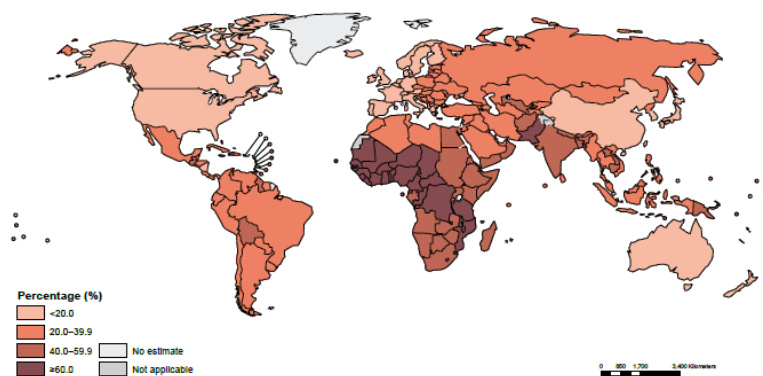 Percentage (%)
<20.0
20.0–39.9
40.0–59.9
≥60.0
No estimate
Not applicable
0 850 1,700 3,400 Kilometers